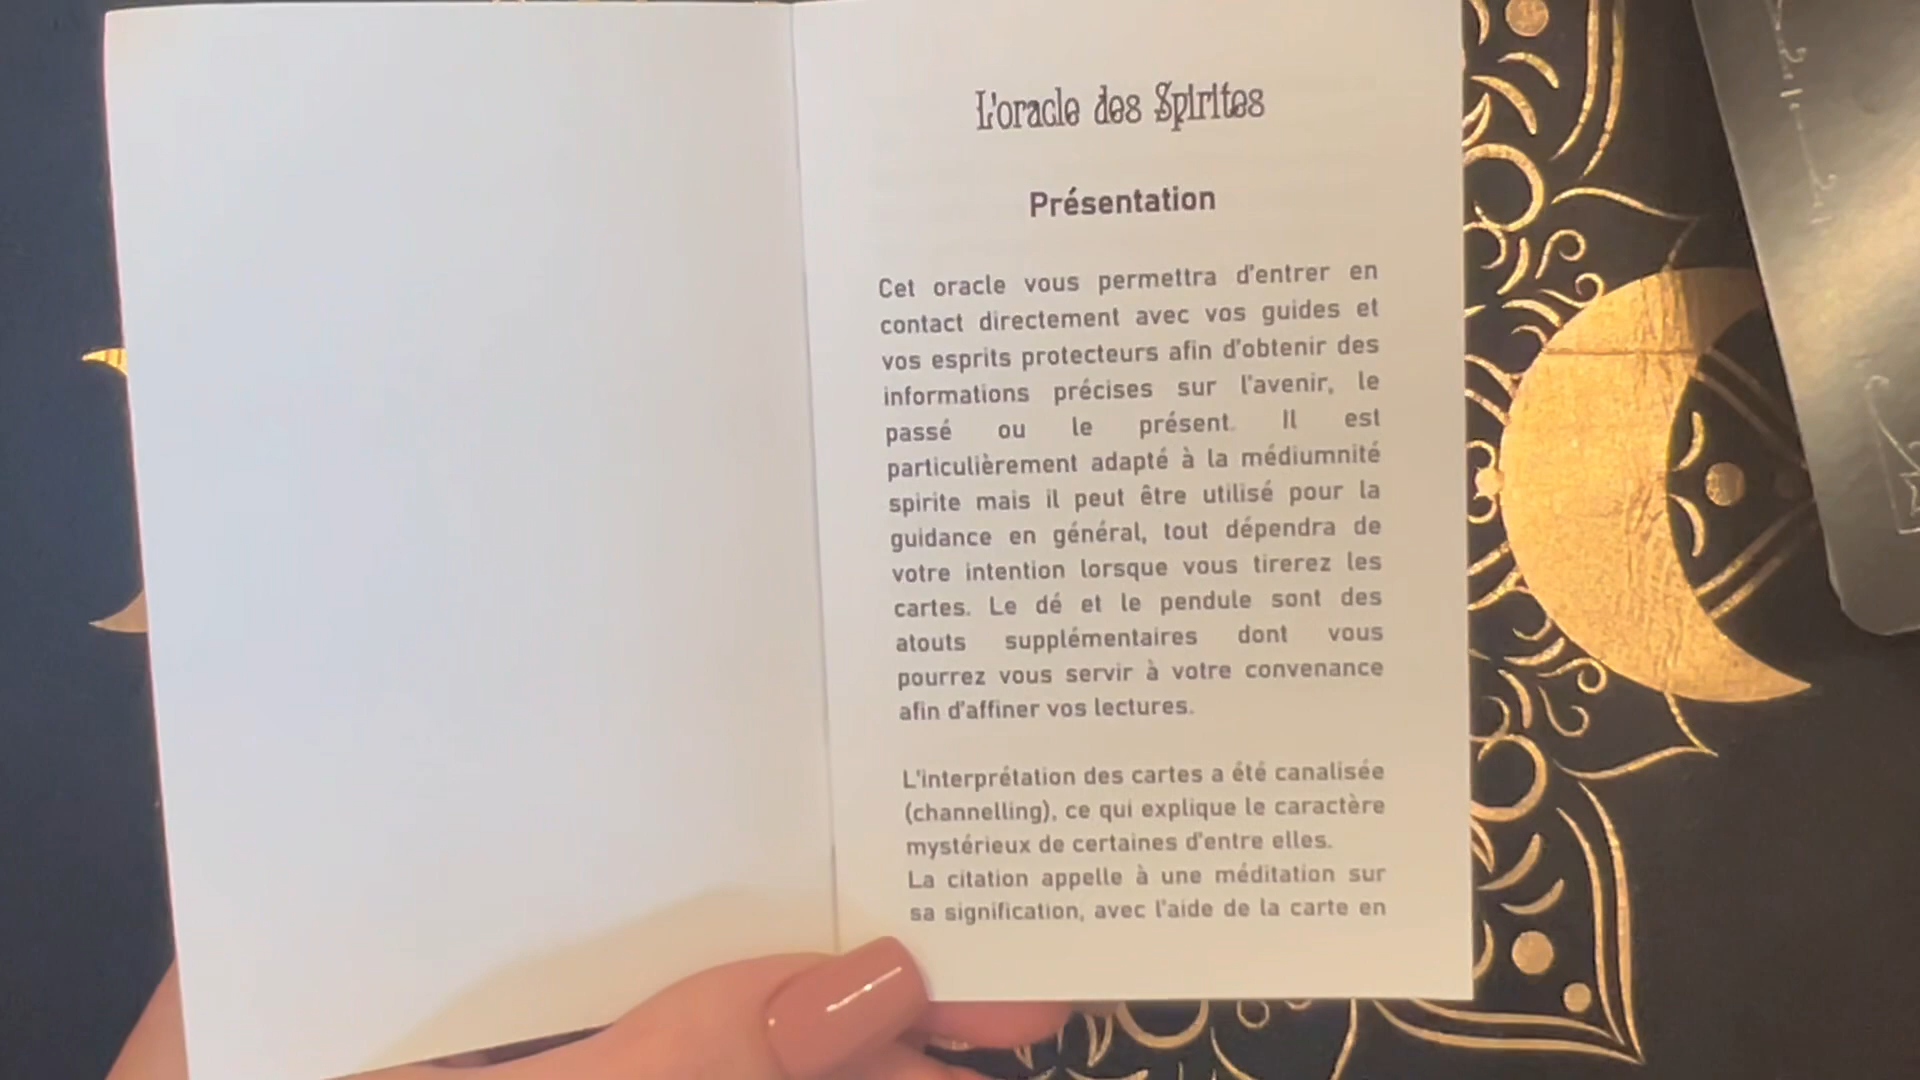 L'oracle des Spirites
Présentation
Cet oracle vous permettra d'entrer en
contact directement avec vos guides et
vos esprits protecteurs afin d'obtenir des
informations précises sur l'avenir, le
passé ou le présent. Il est
particulièrement adapté à la médiumnité
spirite mais il peut être utilisé pour la
guidance en général, tout dépendra de
votre intention lorsque vous tirerez les
cartes. Le dé et le pendule sont des
atouts supplémentaires dont vous
pourrez vous servir à votre convenance
afin d'affiner vos lectures.
L'interprétation des cartes a été canalisée
(channelling), ce qui explique le caractère
mystérieux de certaines d'entre elles.
La citation appelle à une méditation sur
sa signification, avec l'aide de la carte en